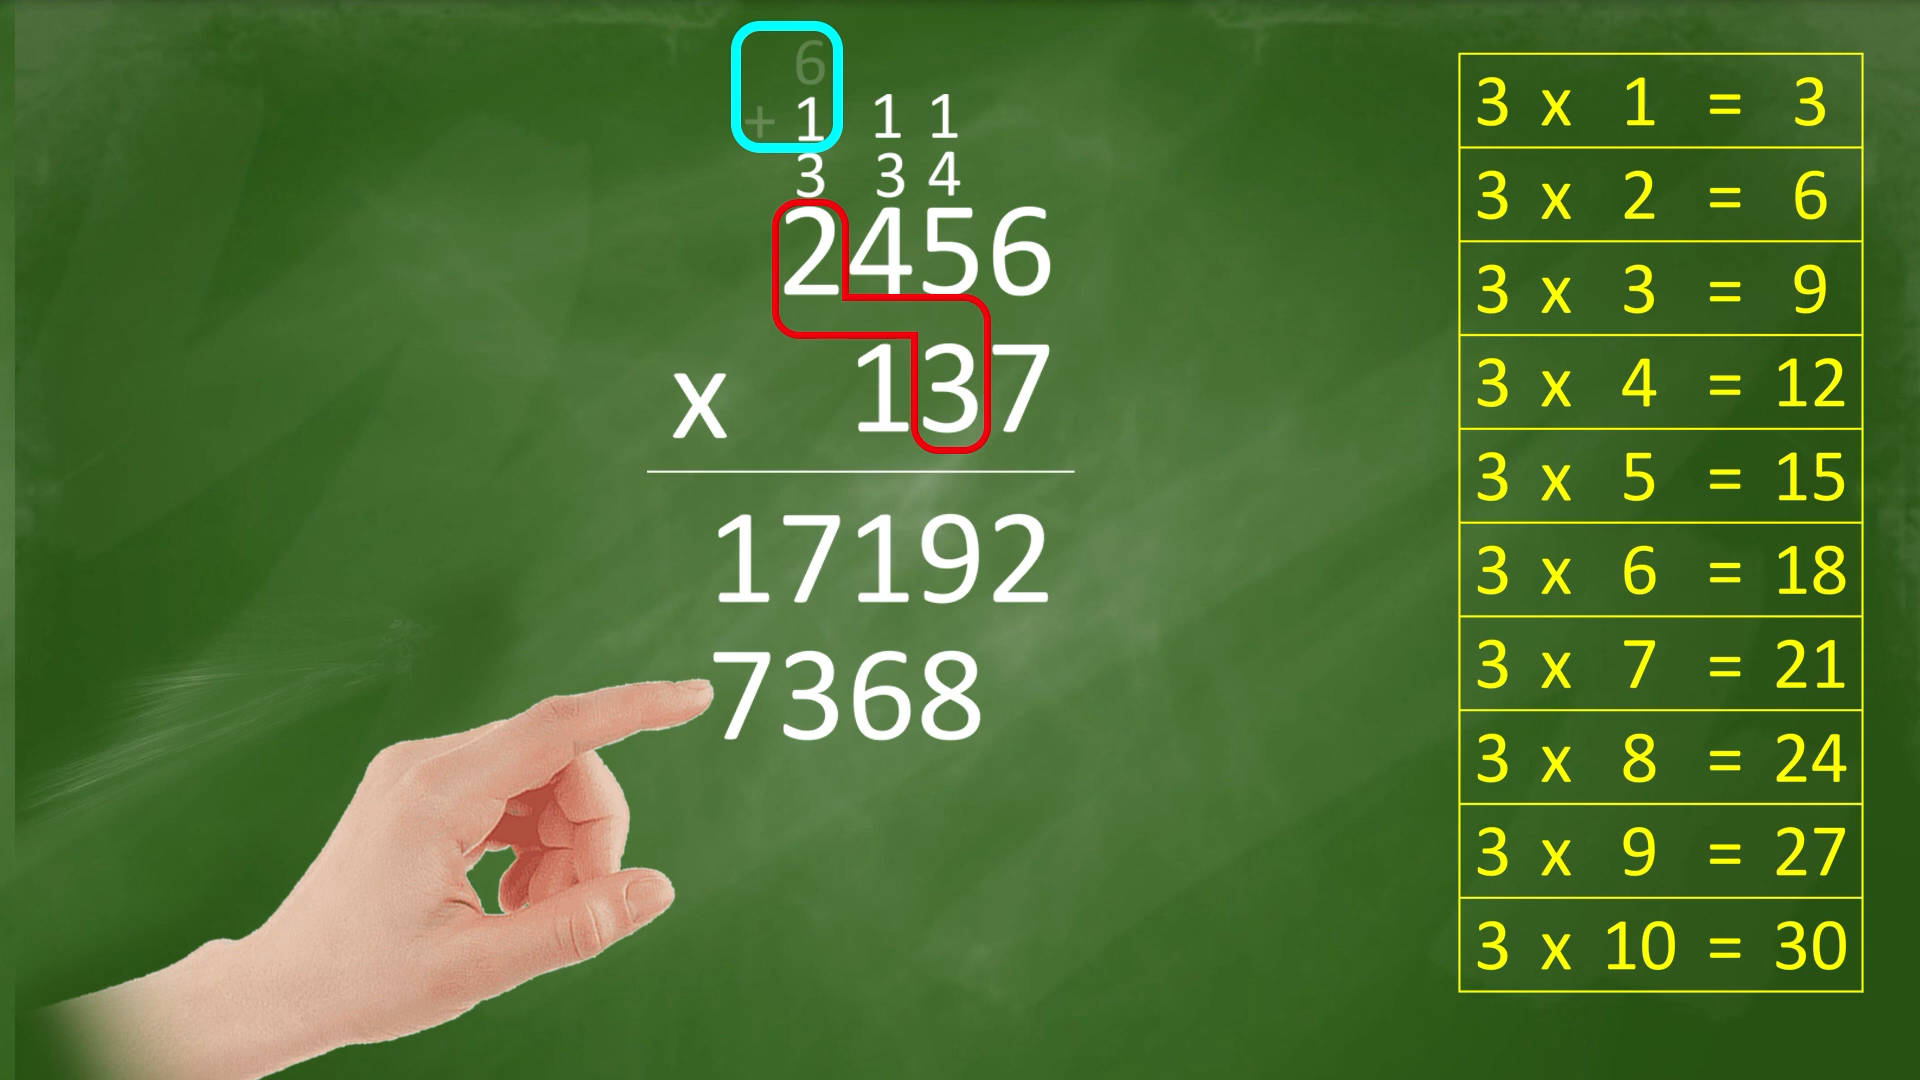 6
+ 1 1 1
3 3 4
2456
x 137
17192
7368
3 x 1 = 3
3 x 2 = 6
3 x 3 = 9
3 x 4 = 12
3 x 5 = 15
3 x 6 = 18
3 x 7 = 21
3 x 8 = 24
3 x 9 = 27
3 x 10 = 30